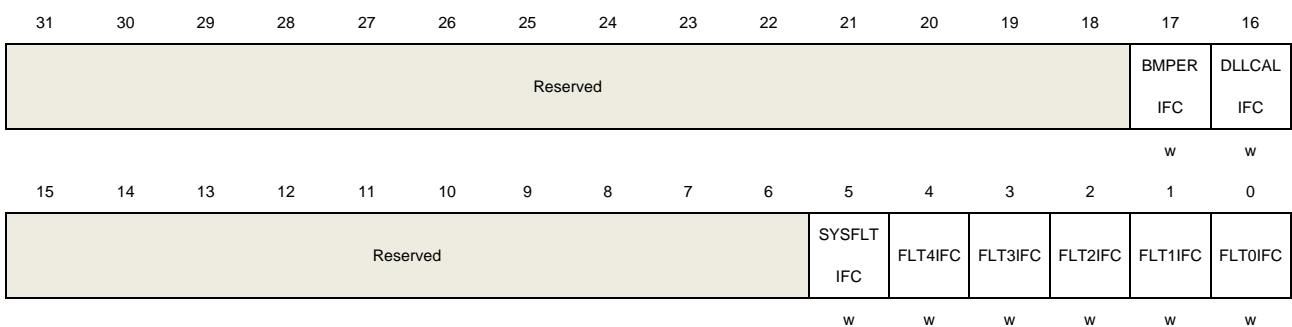 31 30 29 28 27 26 25 24 23 22 21 20 19 18 17 16
Reserved BMPER IFC DLLCAL IFC
w w
15 14 13 12 11 10 9 8 7 6 5 4 3 2 1 0
Reserved SYSFLT IFC FLT4IFC FLT3IFC FLT2IFC FLT1IFC FLT0IFC
w w w w w w